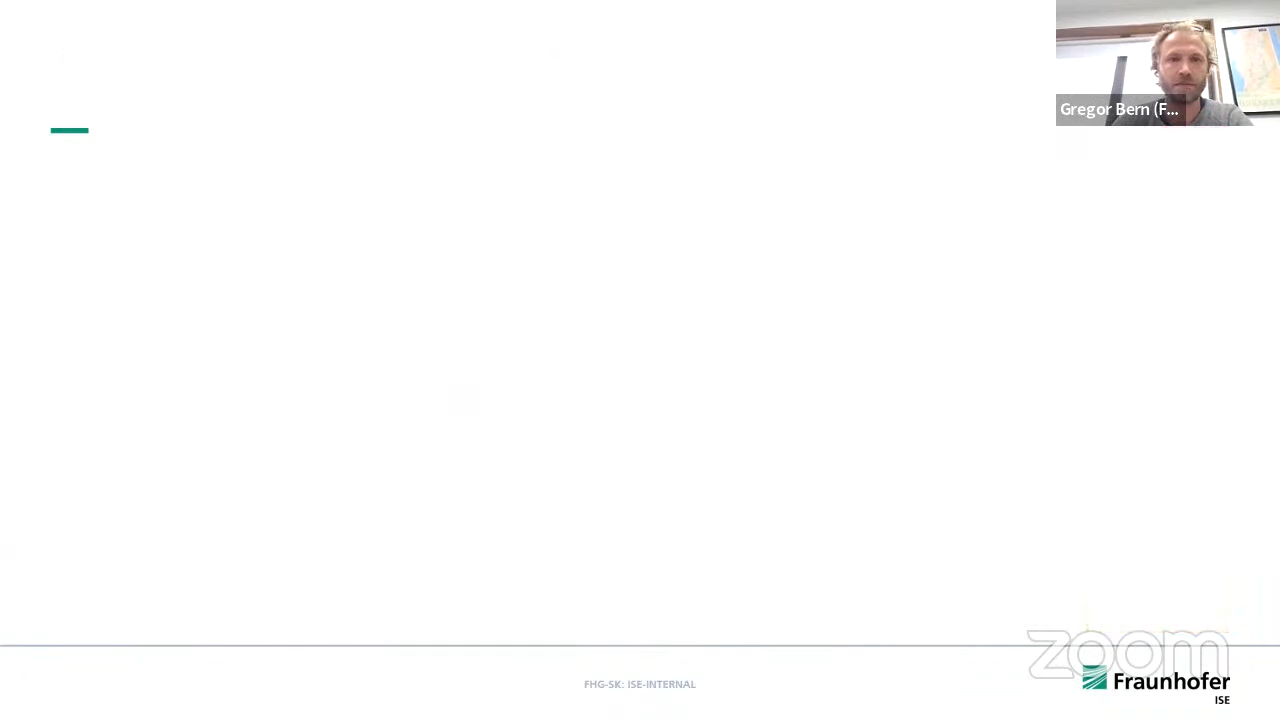 Gregor Bern (F...
zoom
FHG-SK: ISE-INTERNAL
Fraunhofer
ISE